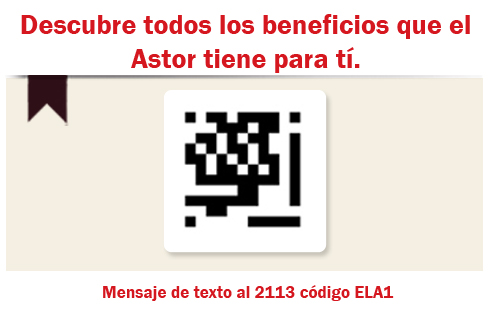 Descubre todos los beneficios que el
Astor tiene para tí.
Mensaje de texto al 2113 código ELA1